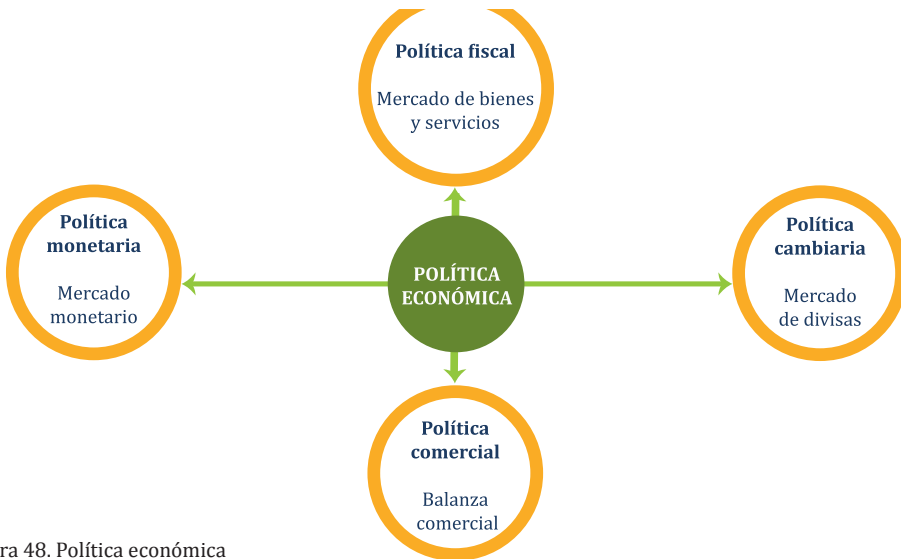 Política fiscal
Mercado de bienes
y servicios
Política
monetaria
Mercado
monetario
POLÍTICA
ECONÓMICA
Política
cambiaria
Mercado
de divisas
Política
comercial
Balanza
comercial
ra 48. Política económica